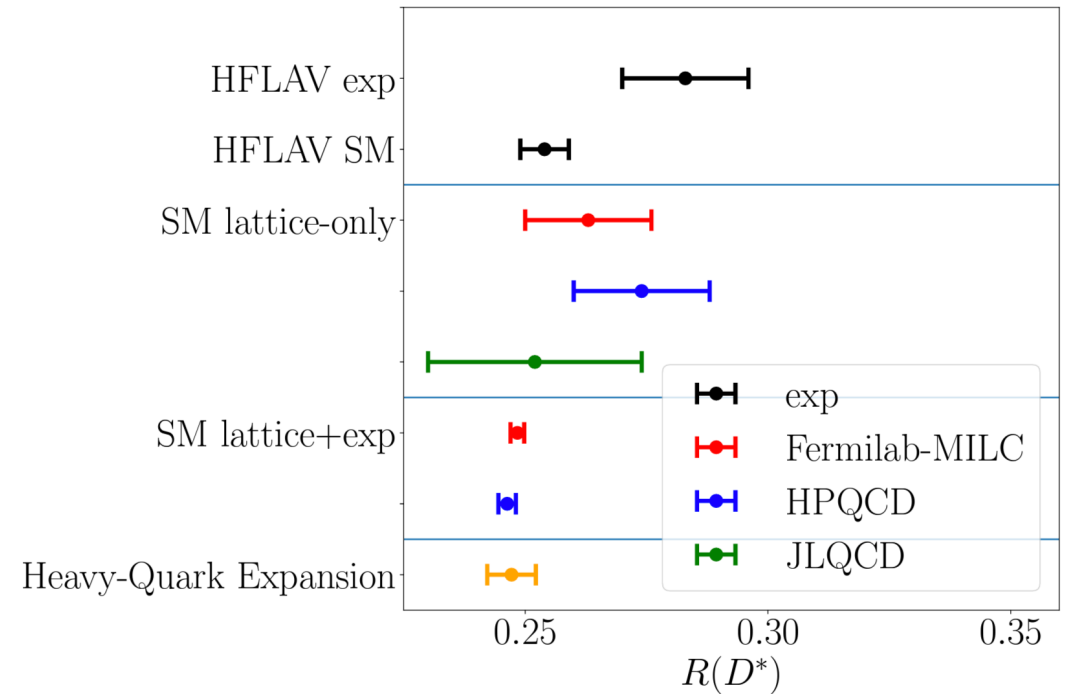 HFLAV exp
HFLAV SM
SM lattice-only
SM lattice+exp
Heavy-Quark Expansion
exp
Fermilab-MILC
HPQCD
JLQCD
0.25 0.30 0.35
R(D*)